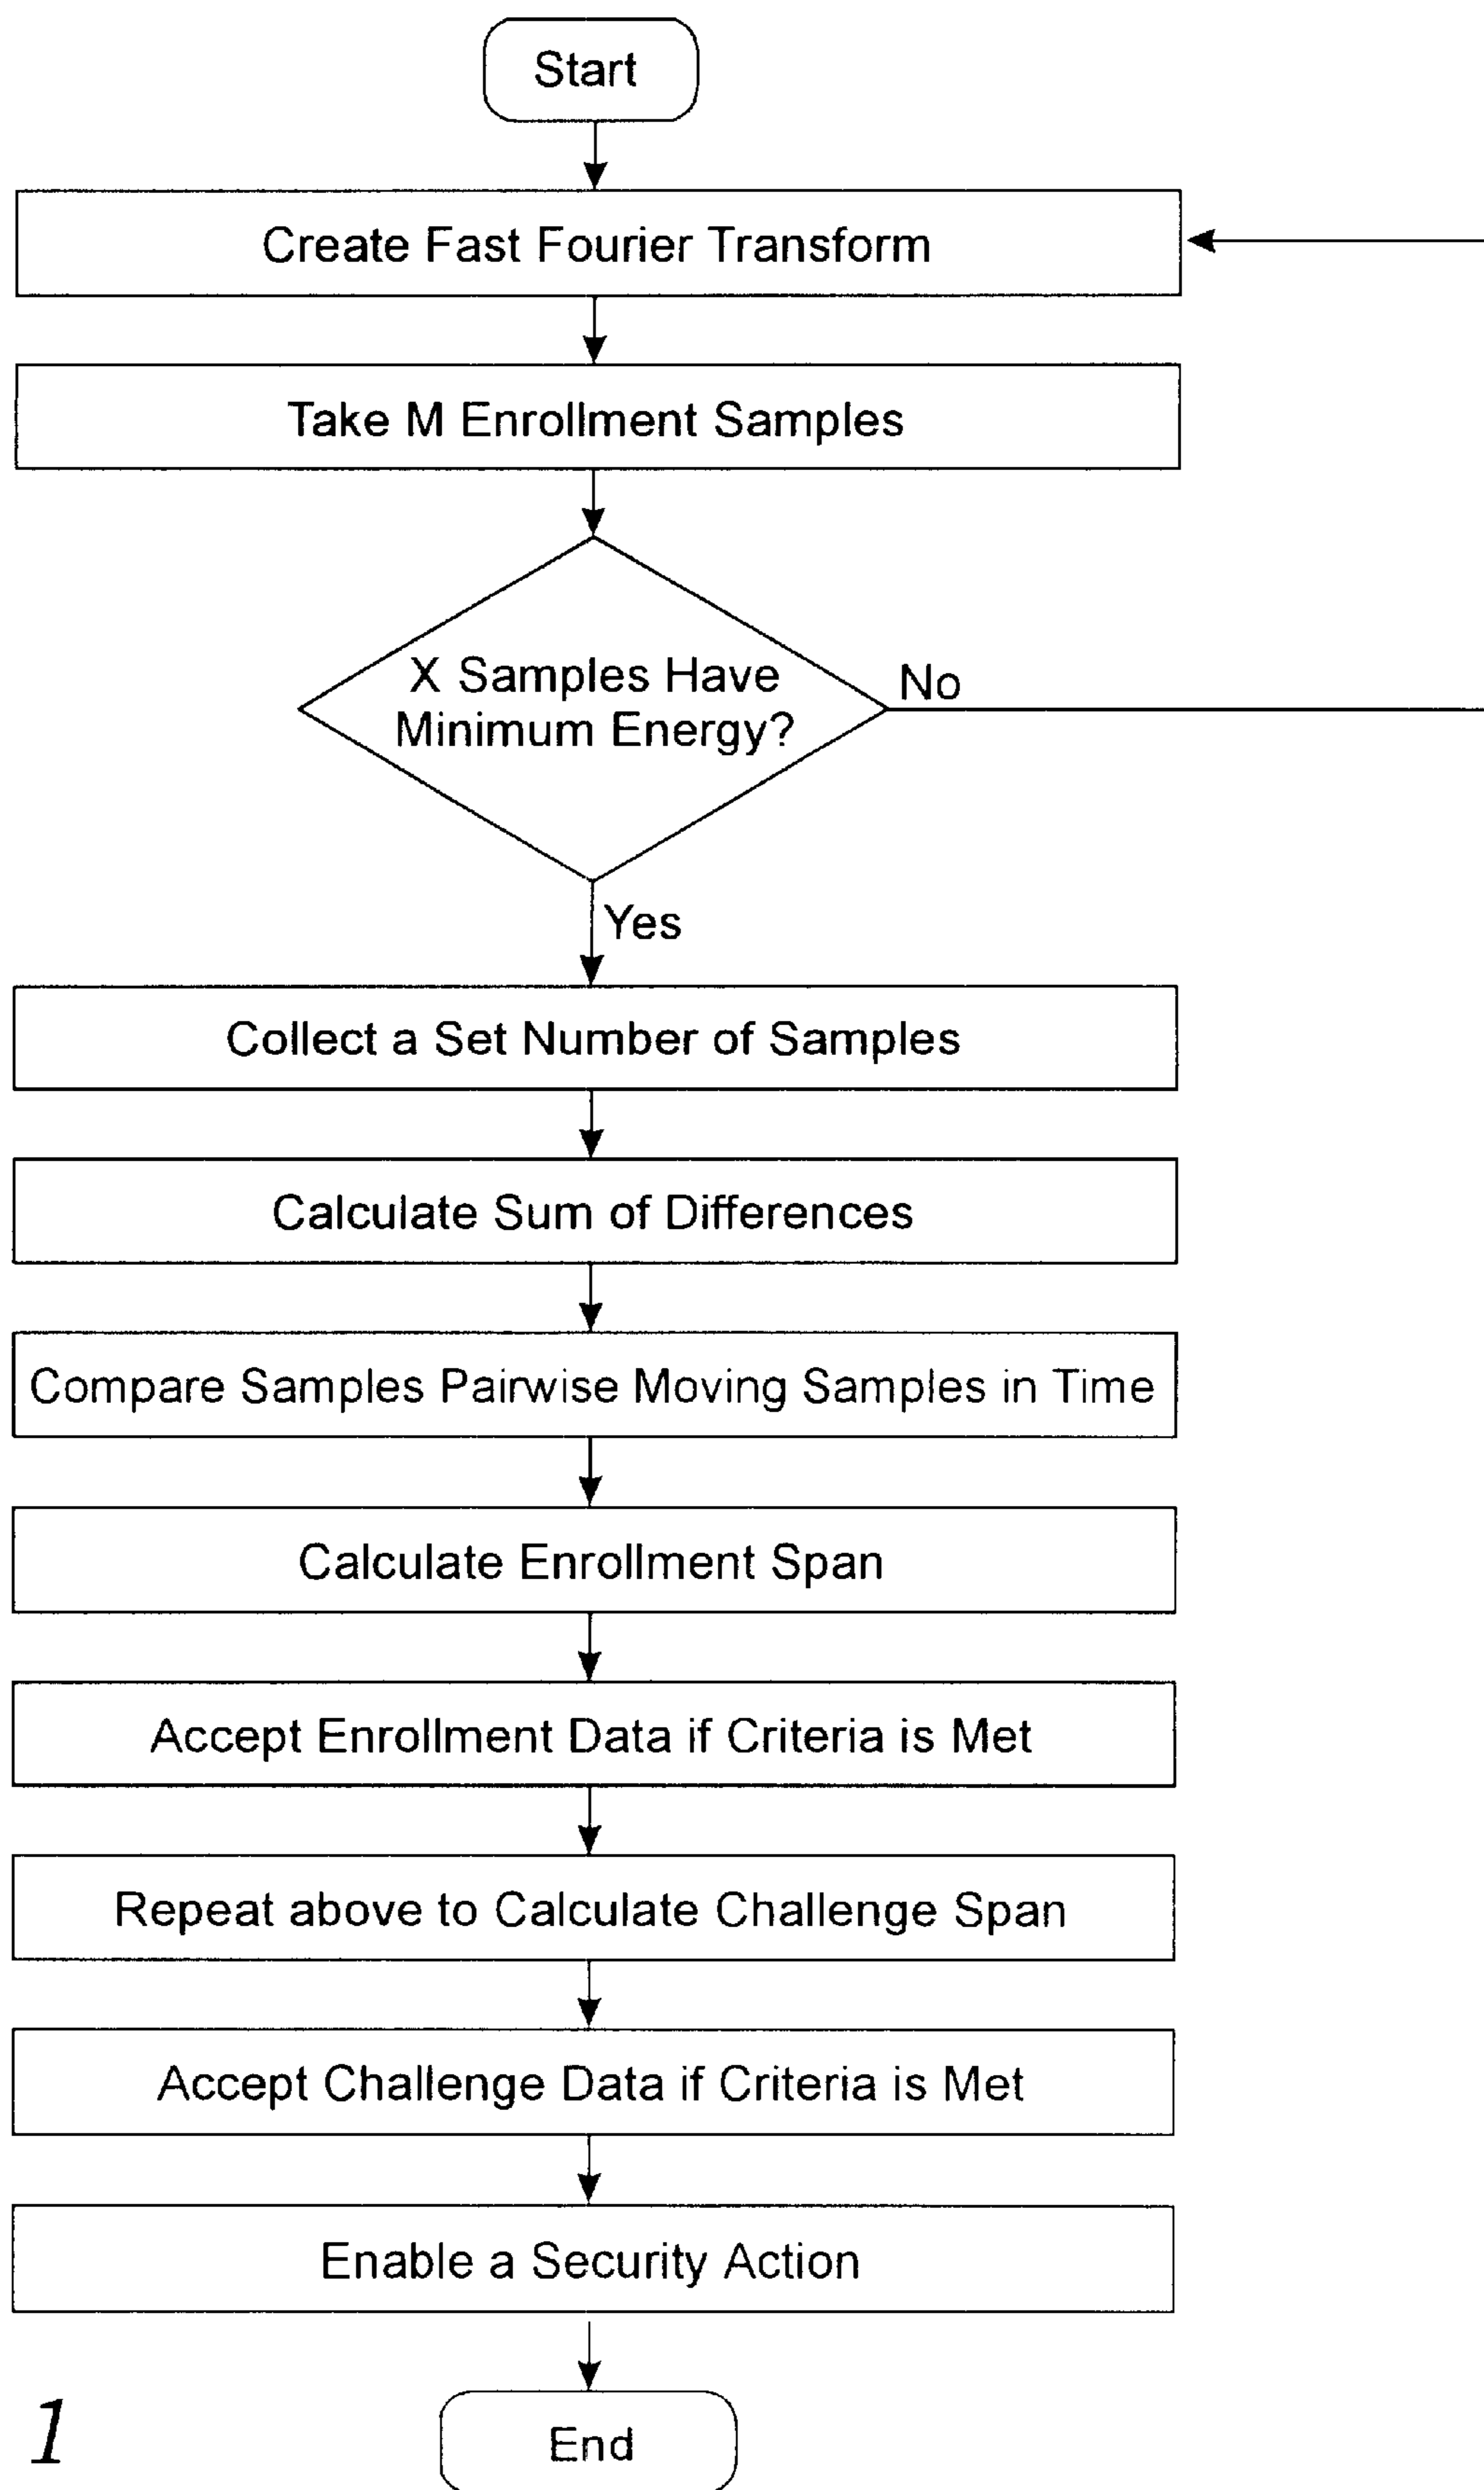 Start
Create Fast Fourier Transform
Take M Enrollment Samples
X Samples Have
Minimum Energy?
No
Yes
Collect a Set Number of Samples
Calculate Sum of Differences
Compare Samples Pairwise Moving Samples in Time
Calculate Enrollment Span
Accept Enrollment Data if Criteria is Met
Repeat above to Calculate Challenge Span
Accept Challenge Data if Criteria is Met
Enable a Security Action
End
1